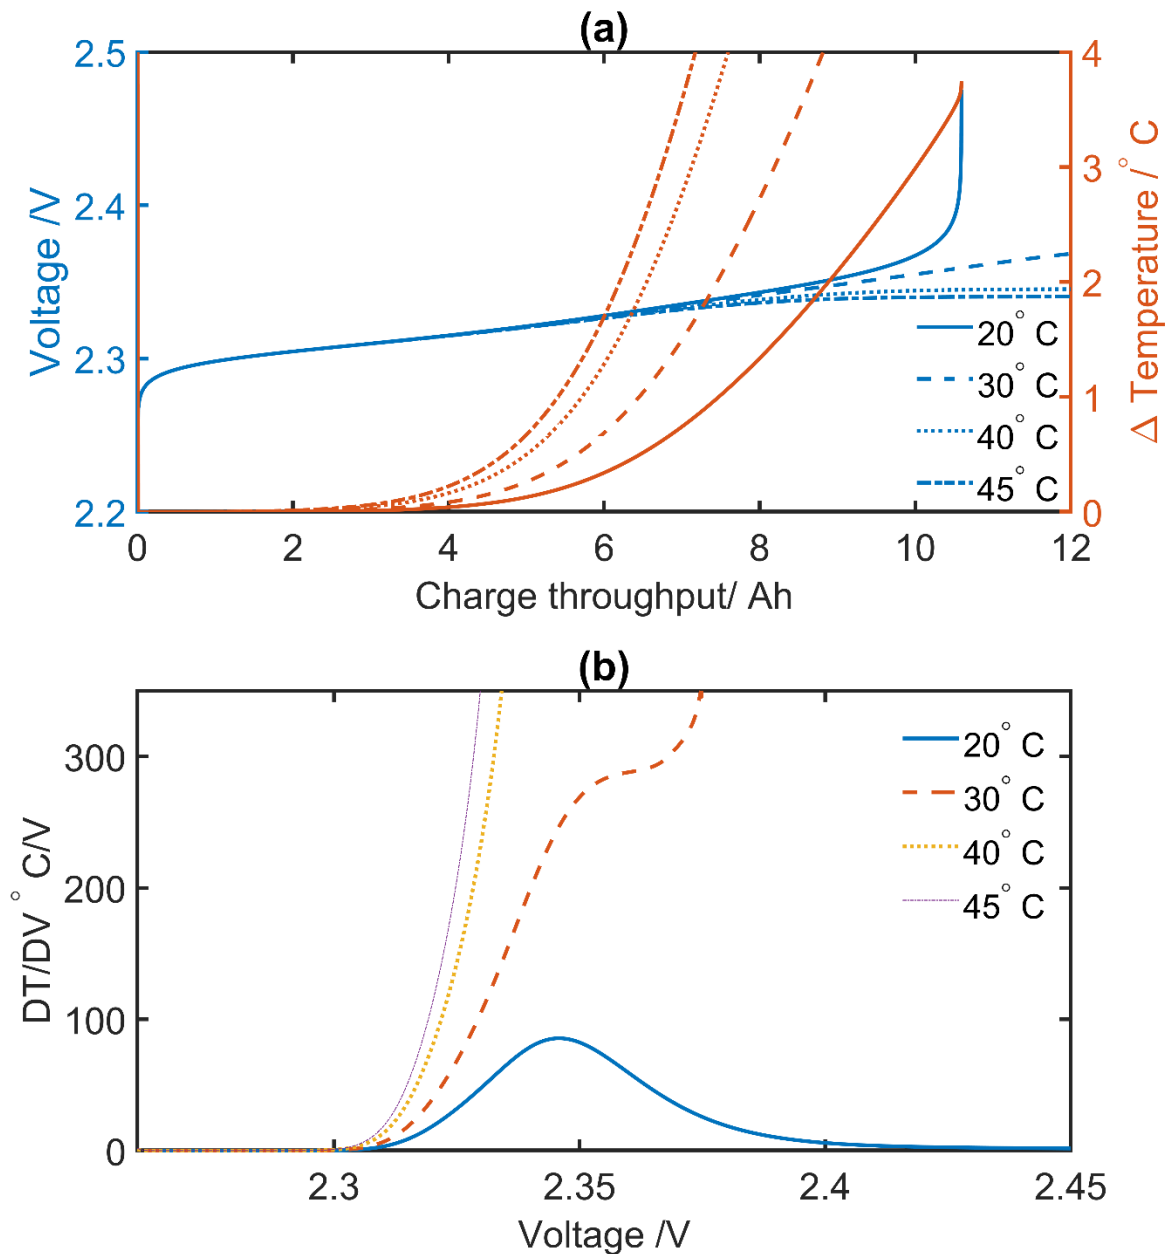 (a)
2.5
2.4
2.3
2.2
Voltage /V
4
3
2
1
0
Δ Temperature /° C
20° C
30° C
40° C
45° C
0 2 4 6 8 10 12
Charge throughput/ Ah
(b)
300
200
100
0
DT/DV ° C/V
20° C
30° C
40° C
45° C
2.3 2.35 2.4 2.45
Voltage /V